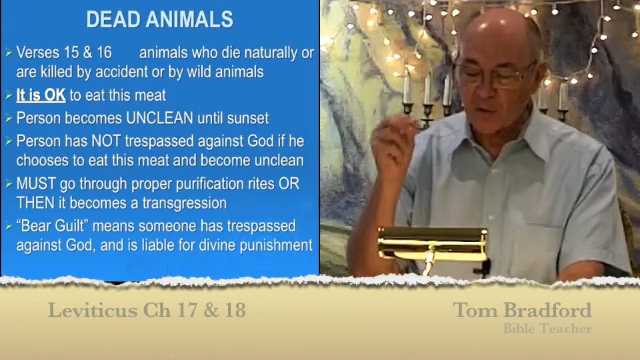 DEAD ANIMALS
Verses 15 & 16 animals who die naturally or
are killed by accident or by wild animals
It is OK to eat this meat
Person becomes UNCLEAN until sunset
Person has NOT trespassed against God if he
chooses to eat this meat and become unclean
MUST go through proper purification rites OR
THEN it becomes a transgression
“Bear Guilt” means someone has trespassed
against God, and is liable for divine punishment
Leviticus Ch 17 & 18
Tom Bradford
Bible Teacher